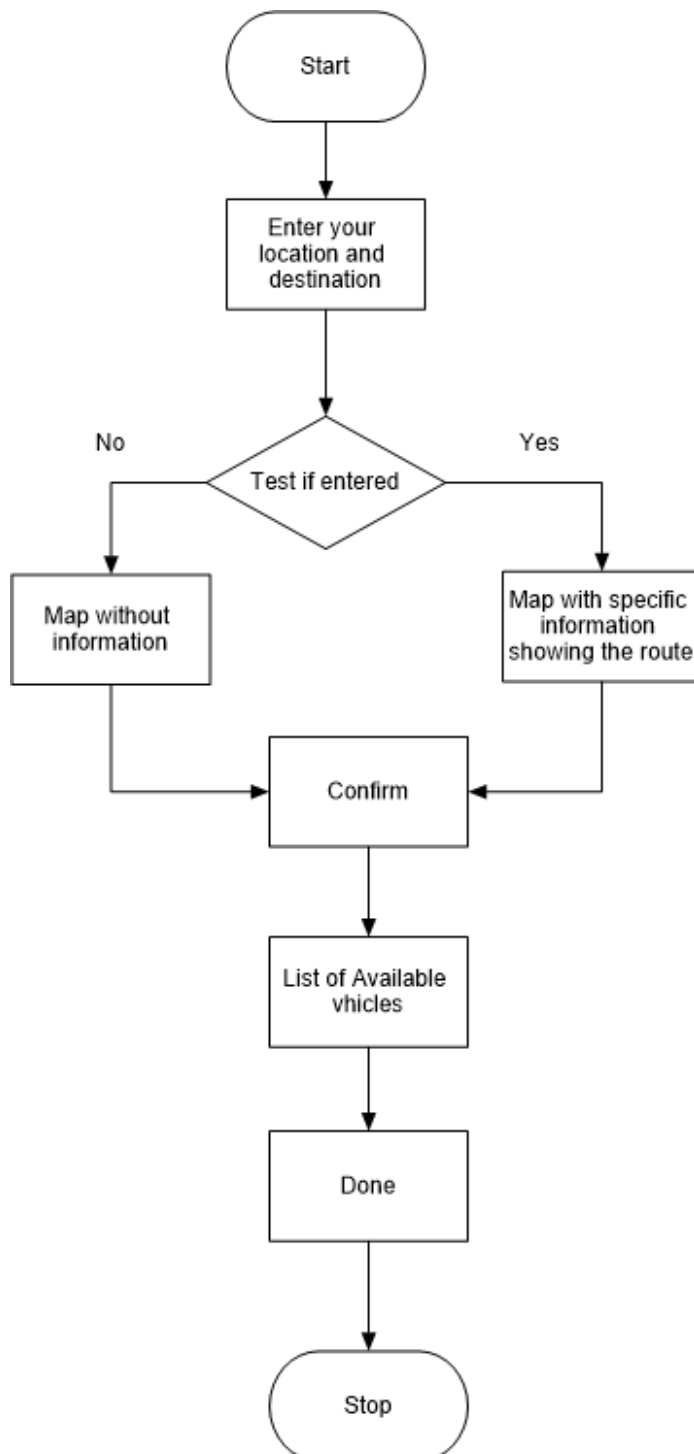 Start
Enter your
location and
destination
No
Yes
Test if entered
Map without
information
Map with specific
information
showing the route
Confirm
List of Available
vhicles
Done
Stop